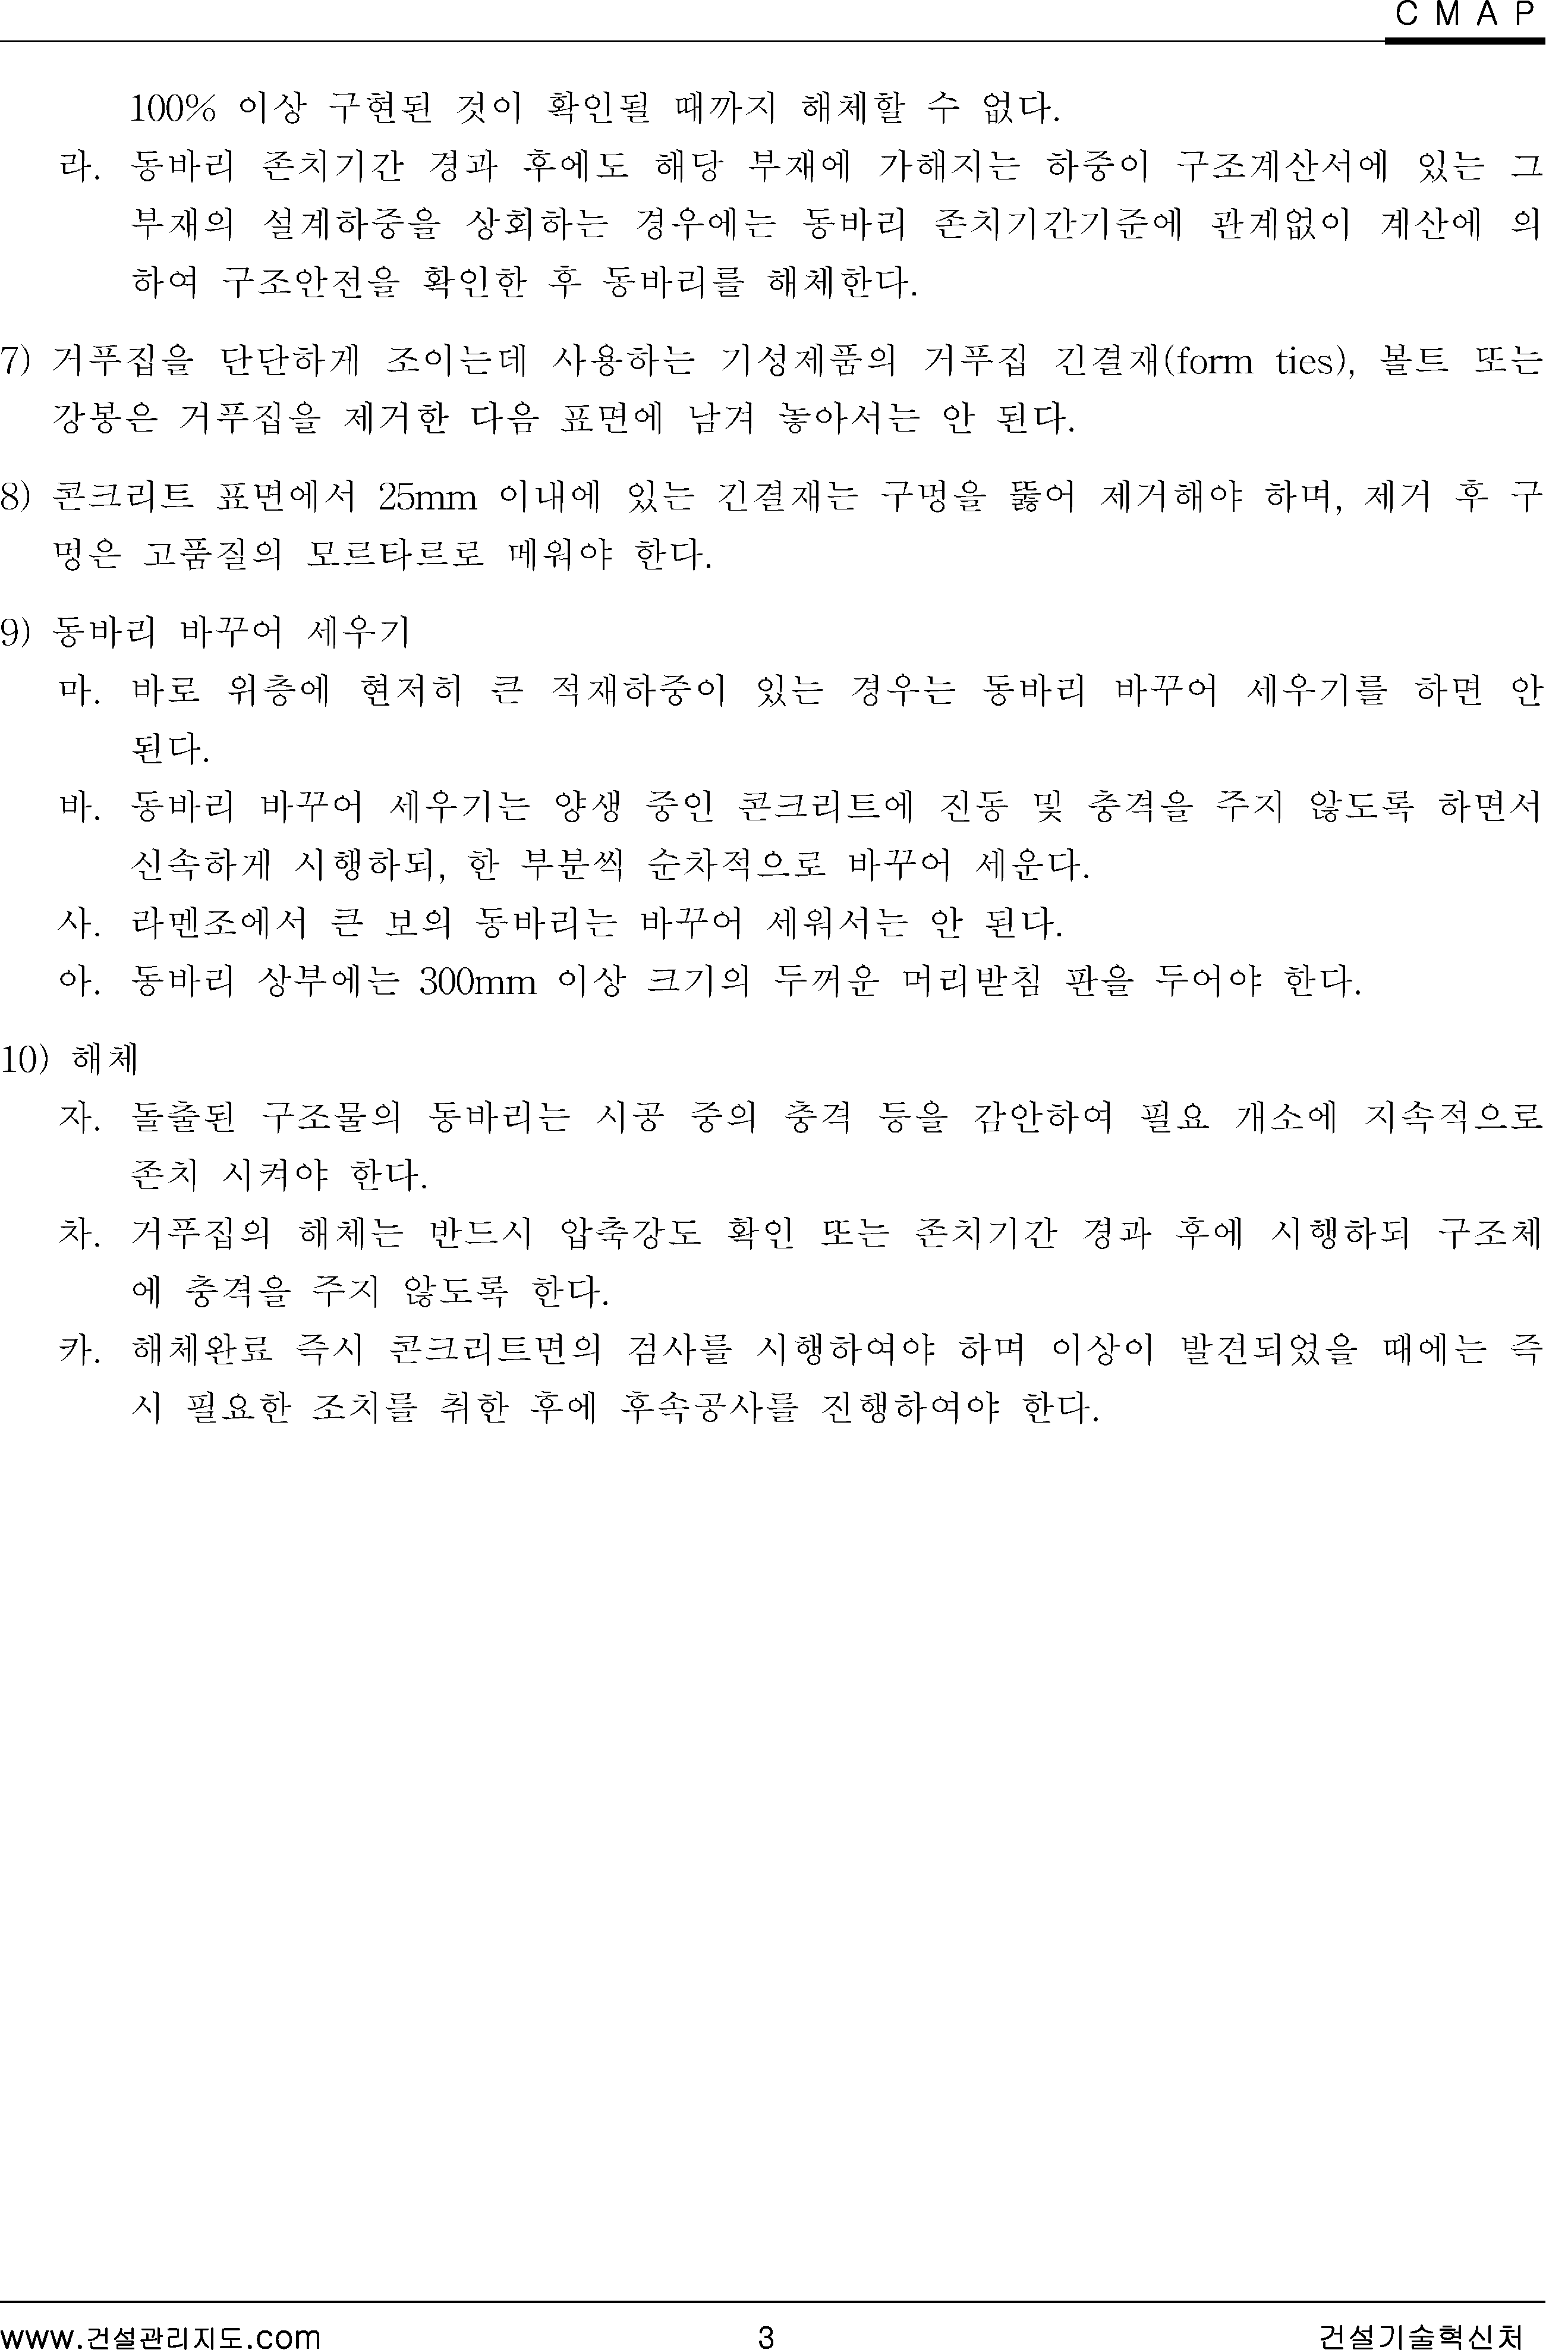 C M A P
100% 이상 구현된 것이 확인될 때까지 해체할 수 없다.
라. 동바리 존치기간 경과 후에도 해당 부재에 가해지는 하중이 구조계산서에 있는 그
부재의 설계하중을 상회하는 경우에는 동바리 존치기간기준에 관계없이 계산에 의
하여 구조안전을 확인한 후 동바리를 해체한다.
7) 거푸집을 단단하게 조이는데 사용하는 기성제품의 거푸집 긴결재(form ties), 볼트 또는
강봉은 거푸집을 제거한 다음 표면에 남겨 놓아서는 안 된다.
8) 콘크리트 표면에서 25mm 이내에 있는 긴결재는 구멍을 뚫어 제거해야 하며, 제거 후 구
멍은 고품질의 모르타르로 메워야 한다.
9) 동바리 바꾸어 세우기
마. 바로 위층에 현저히 큰 적재하중이 있는 경우는 동바리 바꾸어 세우기를 하면 안
된다.
바. 동바리 바꾸어 세우기는 양생 중인 콘크리트에 진동 및 충격을 주지 않도록 하면서
신속하게 시행하되, 한 부분씩 순차적으로 바꾸어 세운다.
사. 라멘조에서 큰 보의 동바리는 바꾸어 세워서는 안 된다.
아. 동바리 상부에는 300mm 이상 크기의 두꺼운 머리받침 판을 두어야 한다.
10) 해체
자. 돌출된 구조물의 동바리는 시공 중의 충격 등을 감안하여 필요 개소에 지속적으로
존치 시켜야 한다.
차. 거푸집의 해체는 반드시 압축강도 확인 또는 존치기간 경과 후에 시행하되 구조체
에 충격을 주지 않도록 한다.
카. 해체완료 즉시 콘크리트면의 검사를 시행하여야 하며 이상이 발견되었을 때에는 즉
시 필요한 조치를 취한 후에 후속공사를 진행하여야 한다.
www.건설관리지도.com 3 건설기술혁신처